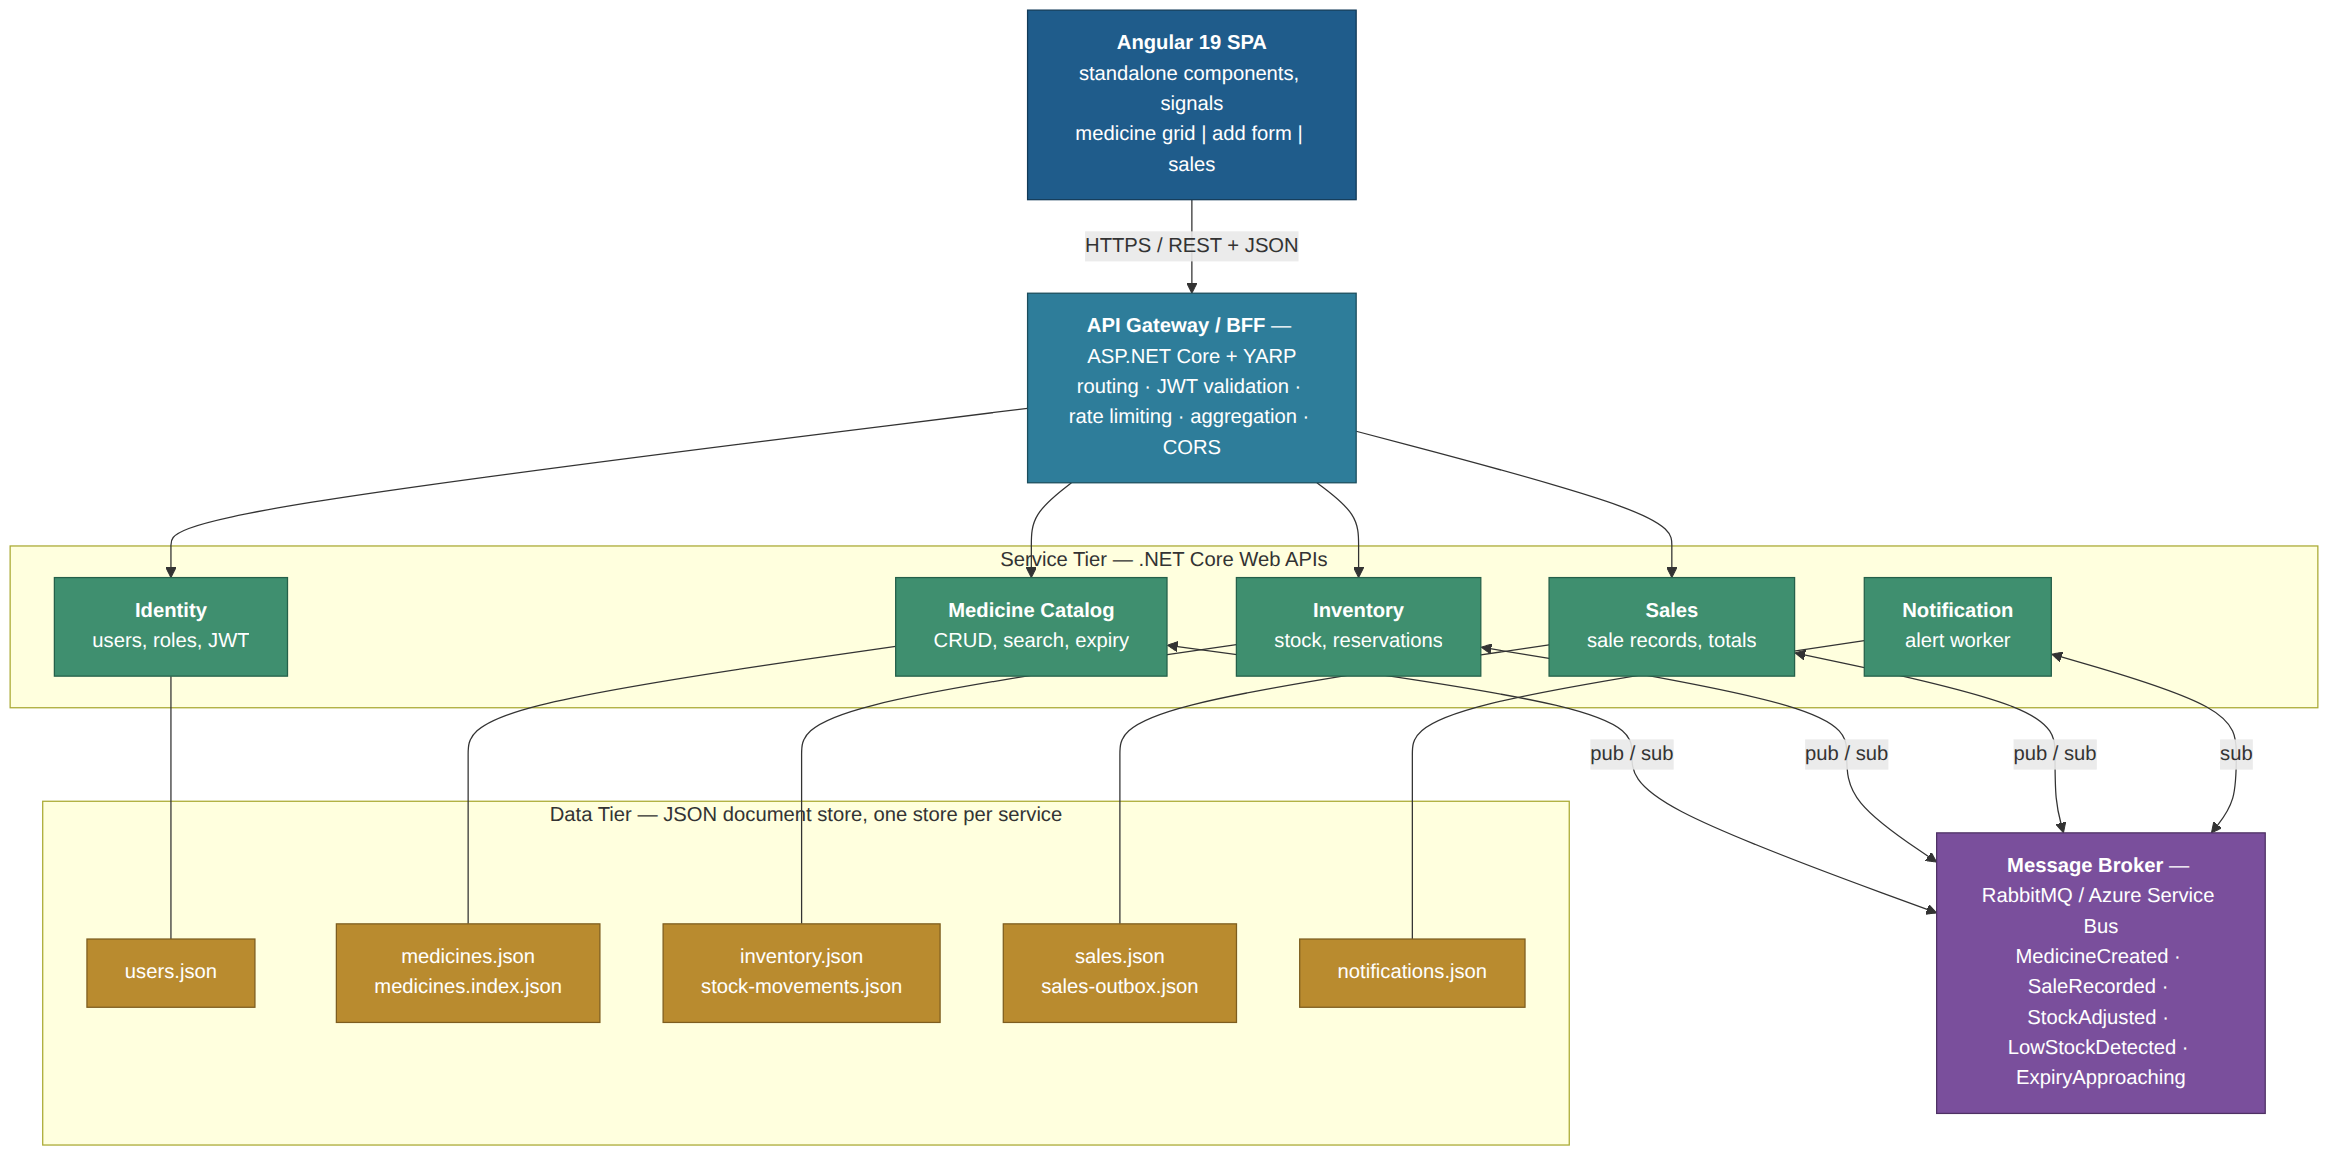 Angular 19 SPA
standalone components,
signals
medicine grid | add form |
sales
HTTPS / REST + JSON
API Gateway / BFF —
ASP.NET Core + YARP
routing · JWT validation ·
rate limiting · aggregation ·
CORS
Service Tier — .NET Core Web APIs
Identity
users, roles, JWT
Medicine Catalog
CRUD, search, expiry
Inventory
stock, reservations
Sales
sale records, totals
Notification
alert worker
pub / sub
pub / sub
pub / sub
sub
Data Tier — JSON document store, one store per service
users.json
medicines.json
medicines.index.json
inventory.json
stock-movements.json
sales.json
sales-outbox.json
notifications.json
Message Broker —
RabbitMQ / Azure Service
Bus
MedicineCreated ·
SaleRecorded ·
StockAdjusted ·
LowStockDetected ·
ExpiryApproaching